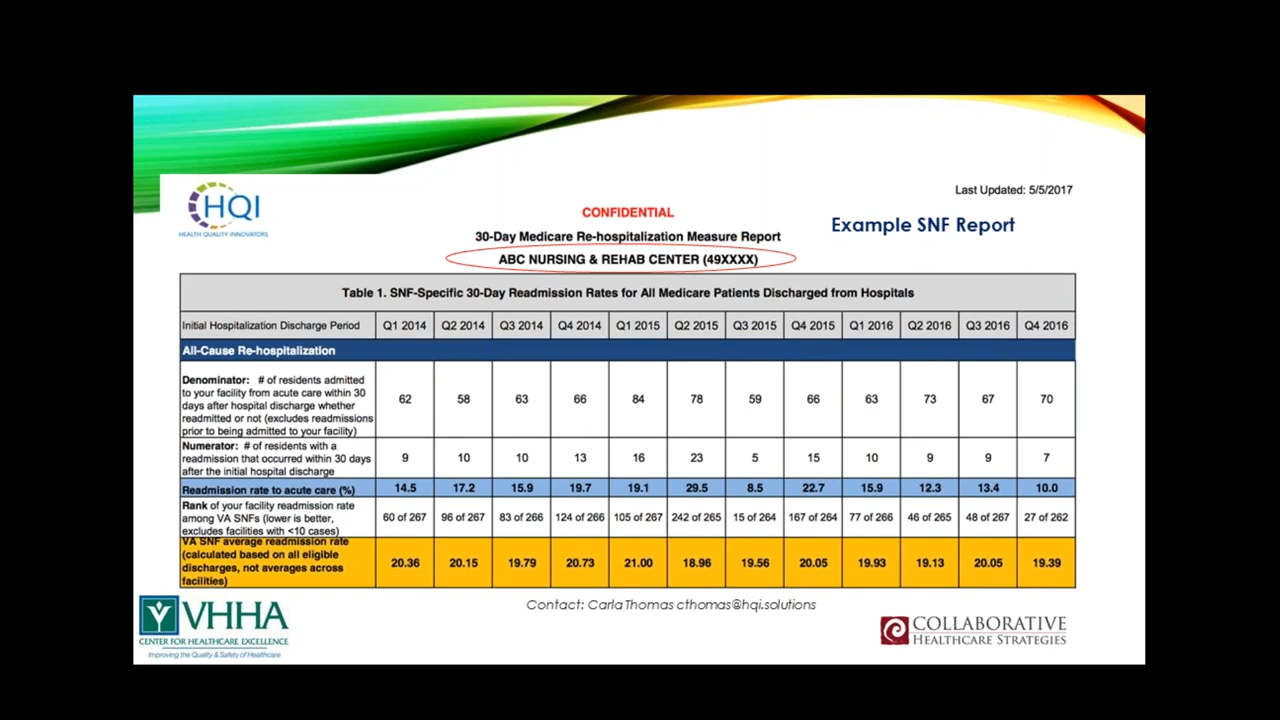 HQI
HEALTH QUALITY INNOVATORS
Last Updated: 5/5/2017
CONFIDENTIAL
Example SNF Report
30-Day Medicare Re-hospitalization Measure Report
ABC NURSING & REHAB CENTER (49XXXX)
Table 1. SNF-Specific 30-Day Readmission Rates for All Medicare Patients Discharged from Hospitals
Initial Hospitalization Discharge Period Q1 2014 Q2 2014 Q3 2014 Q4 2014 Q1 2015 Q2 2015 Q3 2015 Q4 2015 Q1 2016 Q2 2016 Q3 2016 Q4 2016
All-Cause Re-hospitalization
Denominator: # of residents admitted
to your facility from acute care within 30
days after hospital discharge whether
readmitted or not (excludes readmissions
prior to being admitted to your facility)
62 58 63 66 84 78 59 66 63 73 67 70
Numerator: # of residents with a
readmission that occurred within 30 days
after the initial hospital discharge
9 10 10 13 16 23 5 15 10 9 9 7
Readmission rate to acute care (%) 14.5 17.2 15.9 19.7 19.1 29.5 8.5 22.7 15.9 12.3 13.4 10.0
Rank of your facility readmission rate
among VA SNFs (lower is better,
excludes facilities with <10 cases)
60 of 267 96 of 267 83 of 266 124 of 266 105 of 267 242 of 265 15 of 264 167 of 264 77 of 266 46 of 265 48 of 267 27 of 262
VA SNF average readmission rate
(calculated based on all eligible
discharges, not averages across
facilities)
20.36 20.15 19.79 20.73 21.00 18.96 19.56 20.05 19.93 19.13 20.05 19.39
Contact: Carla Thomas cthomas@hqi.solutions
VHHA
CENTER FOR HEALTHCARE EXCELLENCE
Improving the Quality & Safety of Healthcare
COLLABORATIVE
HEALTHCARE STRATEGIES